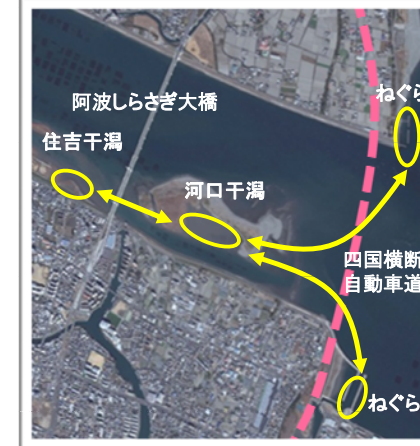 ねぐら
阿波しらさぎ大橋
住吉干潟
河口干潟
四国横断
自動車道
ねぐら